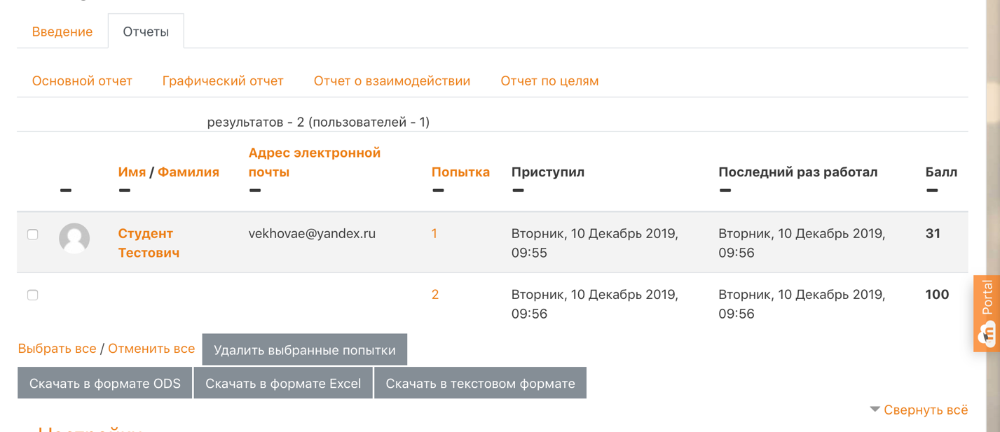 Введение
Отчеты
Основной отчет
Графический отчет
Отчет о взаимодействии
Отчет по целям
результатов - 2 (пользователей - 1)
Имя / Фамилия
Адрес электронной
почты
Попытка
Приступил
Последний раз работал
Балл
Студент
Тестович
vekhovae@yandex.ru
1
Вторник, 10 Декабрь 2019,
09:55
Вторник, 10 Декабрь 2019,
09:56
31
2
Вторник, 10 Декабрь 2019,
09:56
Вторник, 10 Декабрь 2019,
09:56
100
Выбрать все / Отменить все
Удалить выбранные попытки
Скачать в формате ODS
Скачать в формате Excel
Скачать в текстовом формате
Свернуть всё
Portal